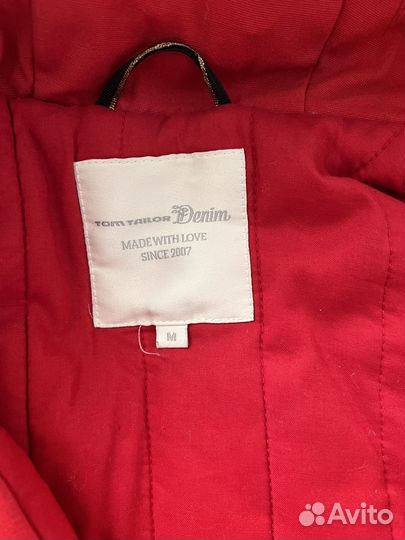 TOM TAILOR Denim
MADE WITH LOVE
SINCE 2007
M
Avito